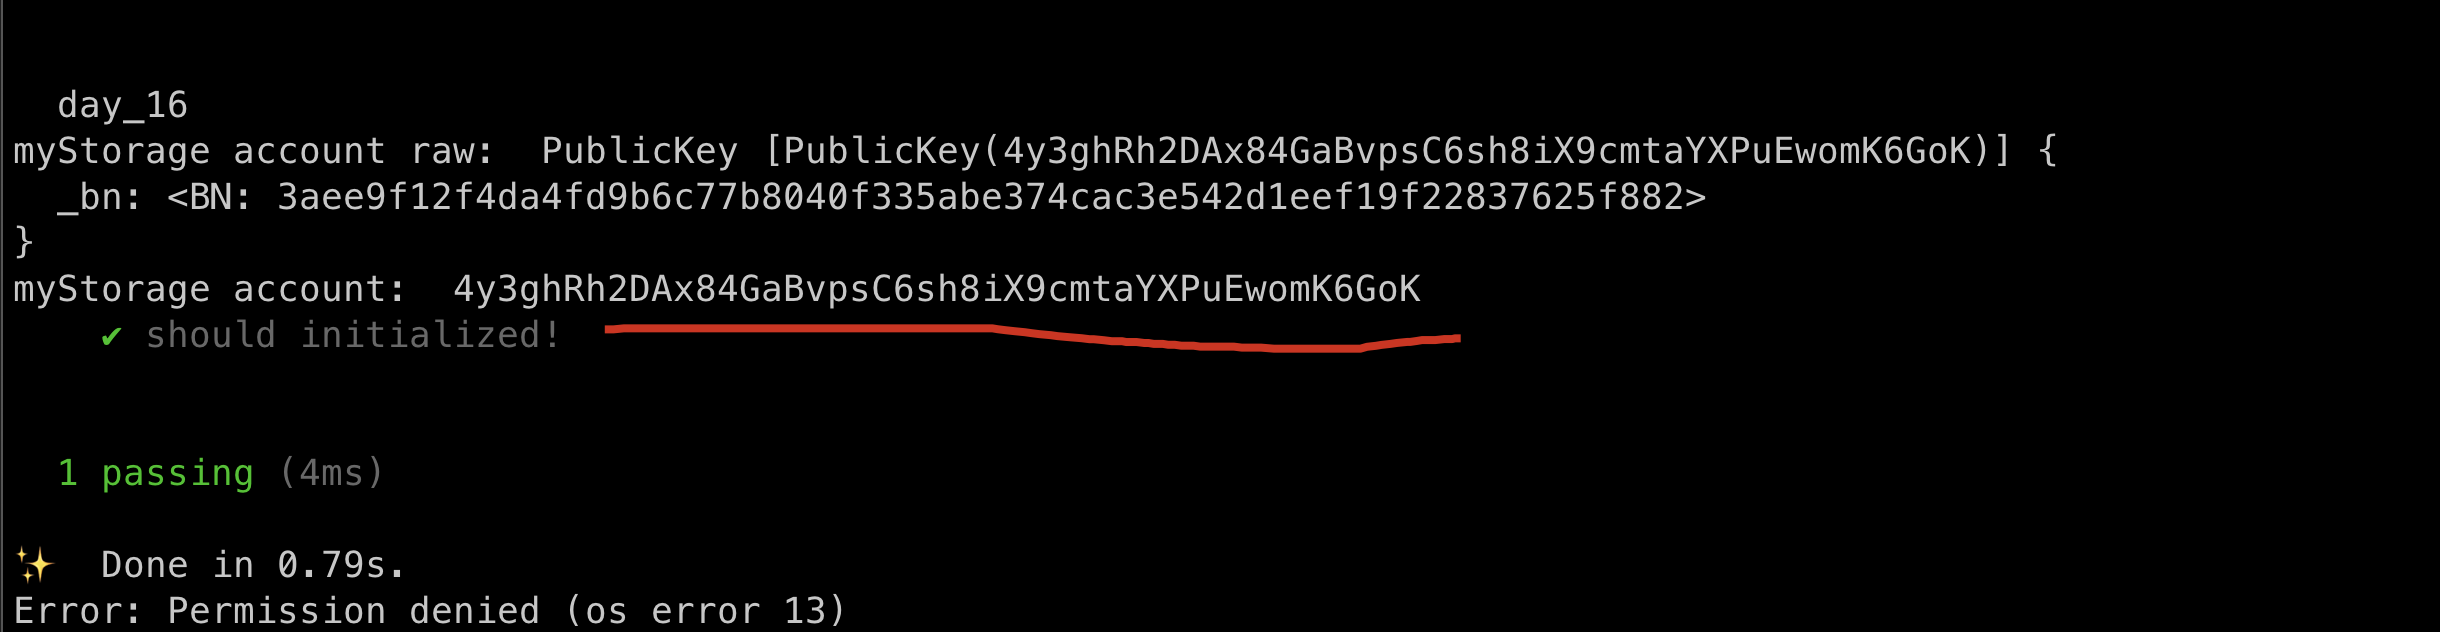 day_16
myStorage account raw:  PublicKey [PublicKey(4y3ghRh2DAx84GaBvpsC6sh8iX9cmtaYXPuEwomK6GoK)] {
  _bn: <BN: 3aee9f12f4da4fd9b6c77b8040f335abe374cac3e542d1eef19f22837625f882>
}
myStorage account:  4y3ghRh2DAx84GaBvpsC6sh8iX9cmtaYXPuEwomK6GoK
✔ should initialized!
1 passing (4ms)
✨  Done in 0.79s.
Error: Permission denied (os error 13)